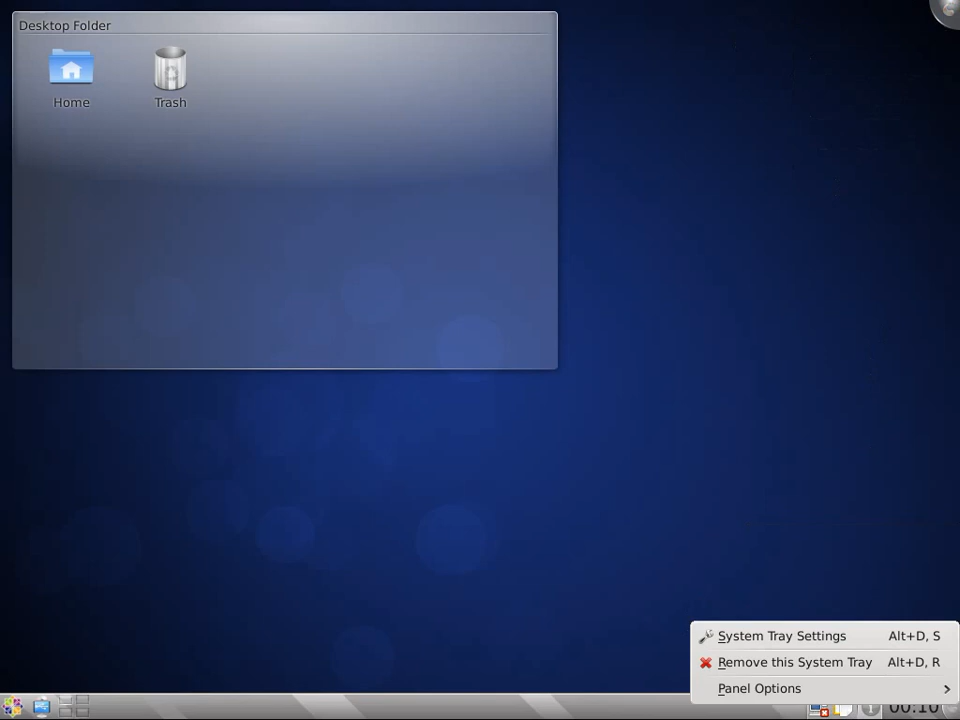 Desktop Folder
Home
Trash
System Tray Settings Alt+D, S
Remove this System Tray Alt+D, R
Panel Options
00:10